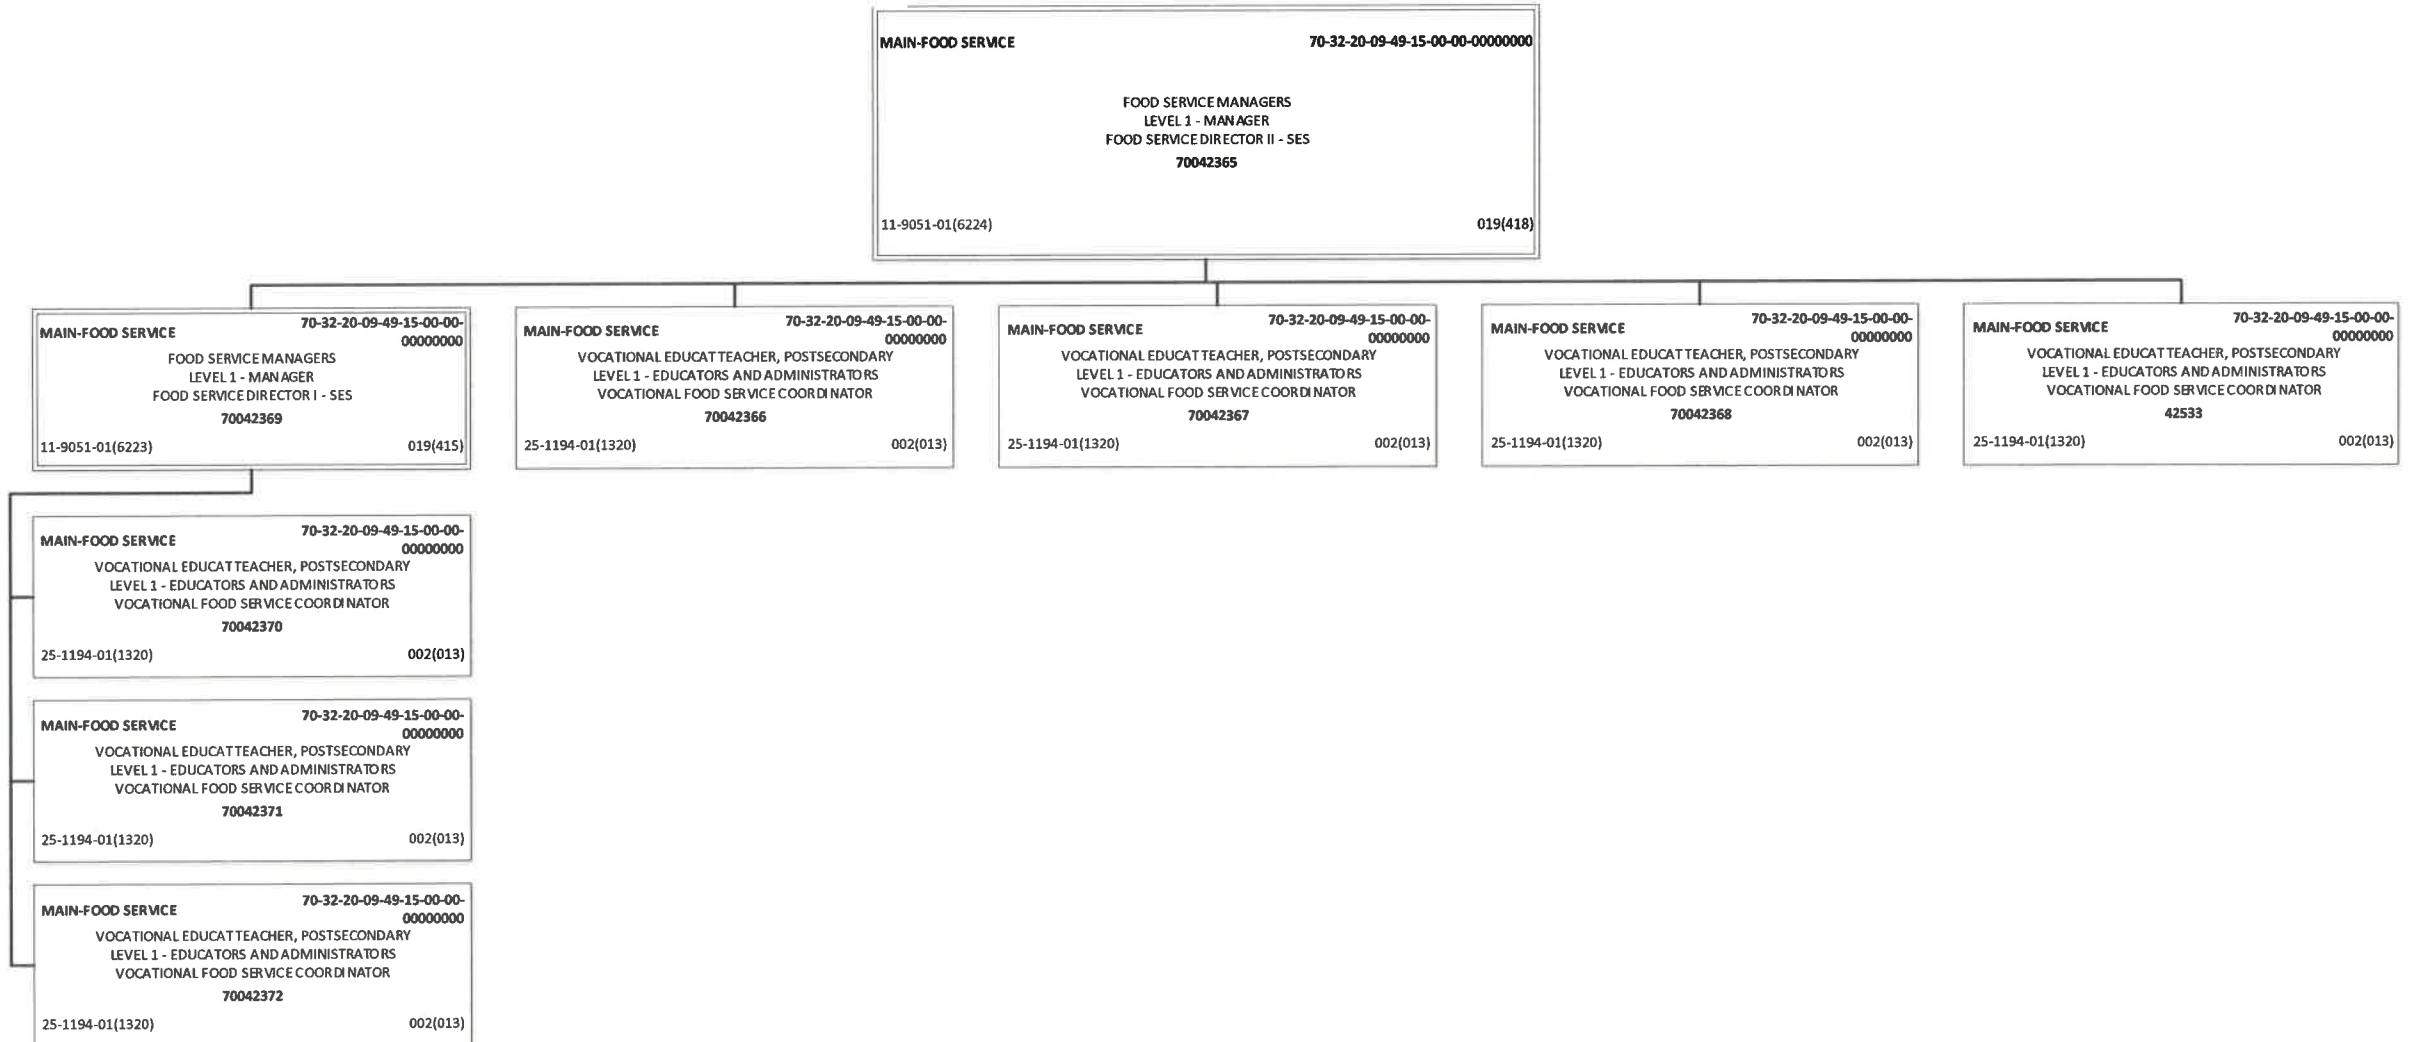 MAIN-FOOD SERVICE 70-32-20-09-49-15-00-00-00000000
FOOD SERVICE MANAGERS
LEVEL 1 - MANAGER
FOOD SERVICE DIRECTOR II - SES
70042365
11-9051-01(6224) 019(418)
MAIN-FOOD SERVICE 70-32-20-09-49-15-00-00-
00000000
FOOD SERVICE MANAGERS
LEVEL 1 - MANAGER
FOOD SERVICE DIRECTOR I - SES
70042369
11-9051-01(6223) 019(415)
MAIN-FOOD SERVICE 70-32-20-09-49-15-00-00-
00000000
VOCATIONAL EDUCAT TEACHER, POSTSECONDARY
LEVEL 1 - EDUCATORS AND ADMINISTRATORS
VOCATIONAL FOOD SERVICE COORDINATOR
70042366
25-1194-01(1320) 002(013)
MAIN-FOOD SERVICE 70-32-20-09-49-15-00-00-
00000000
VOCATIONAL EDUCAT TEACHER, POSTSECONDARY
LEVEL 1 - EDUCATORS AND ADMINISTRATORS
VOCATIONAL FOOD SERVICE COORDINATOR
70042367
25-1194-01(1320) 002(013)
MAIN-FOOD SERVICE 70-32-20-09-49-15-00-00-
00000000
VOCATIONAL EDUCAT TEACHER, POSTSECONDARY
LEVEL 1 - EDUCATORS AND ADMINISTRATORS
VOCATIONAL FOOD SERVICE COORDINATOR
70042368
25-1194-01(1320) 002(013)
MAIN-FOOD SERVICE 70-32-20-09-49-15-00-00-
00000000
VOCATIONAL EDUCAT TEACHER, POSTSECONDARY
LEVEL 1 - EDUCATORS AND ADMINISTRATORS
VOCATIONAL FOOD SERVICE COORDINATOR
42533
25-1194-01(1320) 002(013)
MAIN-FOOD SERVICE 70-32-20-09-49-15-00-00-
00000000
VOCATIONAL EDUCAT TEACHER, POSTSECONDARY
LEVEL 1 - EDUCATORS AND ADMINISTRATORS
VOCATIONAL FOOD SERVICE COORDINATOR
70042370
25-1194-01(1320) 002(013)
MAIN-FOOD SERVICE 70-32-20-09-49-15-00-00-
00000000
VOCATIONAL EDUCAT TEACHER, POSTSECONDARY
LEVEL 1 - EDUCATORS AND ADMINISTRATORS
VOCATIONAL FOOD SERVICE COORDINATOR
70042371
25-1194-01(1320) 002(013)
MAIN-FOOD SERVICE 70-32-20-09-49-15-00-00-
00000000
VOCATIONAL EDUCAT TEACHER, POSTSECONDARY
LEVEL 1 - EDUCATORS AND ADMINISTRATORS
VOCATIONAL FOOD SERVICE COORDINATOR
70042372
25-1194-01(1320) 002(013)